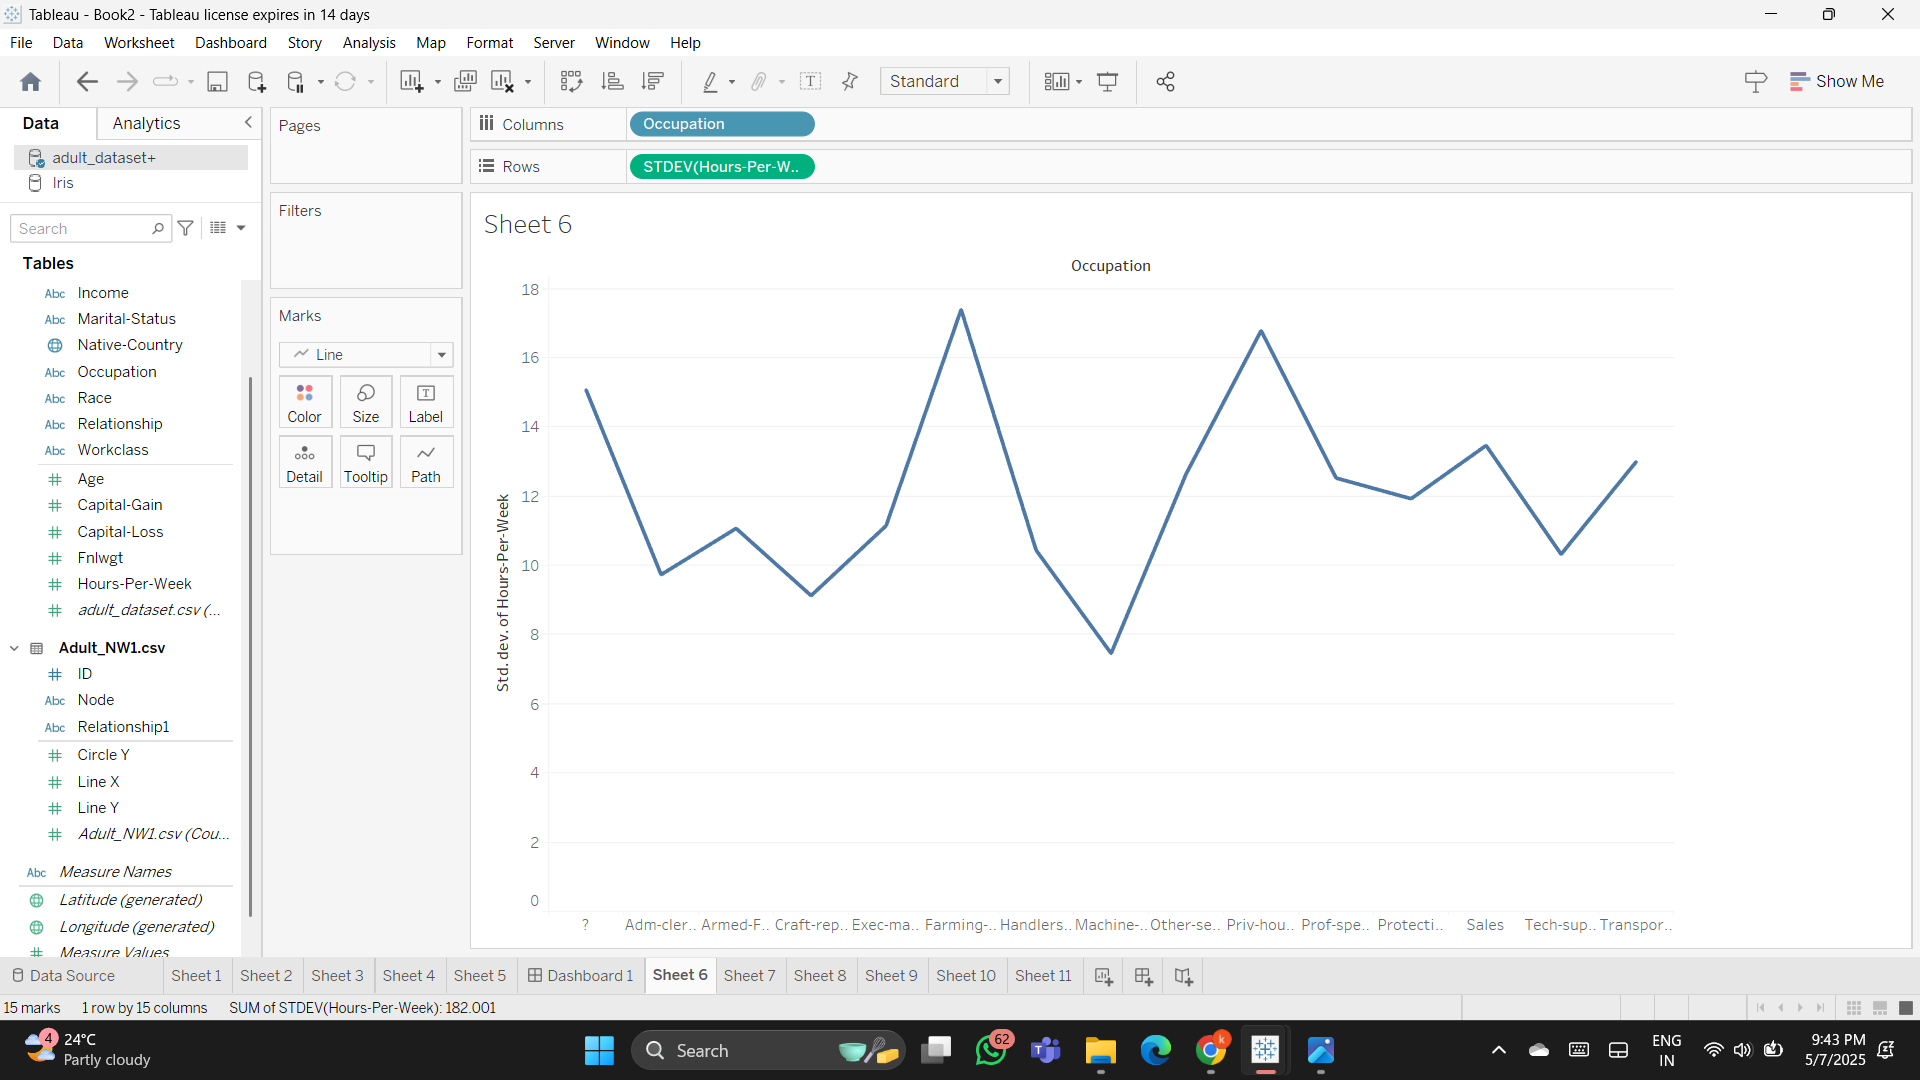 Tableau - Book2 - Tableau license expires in 14 days
File Data Worksheet Dashboard Story Analysis Map Format Server Window Help
Standard
Show Me
Data Analytics
adult_dataset+
Iris
Search
Tables
Abc Income
Abc Marital-Status
Native-Country
Abc Occupation
Abc Race
Abc Relationship
Abc Workclass
# Age
# Capital-Gain
# Capital-Loss
# Fnlwgt
# Hours-Per-Week
# adult_dataset.csv (...
Adult_NW1.csv
# ID
Abc Node
Abc Relationship1
# Circle Y
# Line X
# Line Y
# Adult_NW1.csv (Cou...
Abc Measure Names
Latitude (generated)
Longitude (generated)
# Measure Values
Pages
Filters
Marks
Line
Color Size Label
Detail Tooltip Path
Columns Occupation
Rows STDEV(Hours-Per-W..
Sheet 6
Occupation
Std. dev. of Hours-Per-Week
18
16
14
12
10
8
6
4
2
0
? Adm-cler.. Armed-F.. Craft-rep.. Exec-ma.. Farming-.. Handlers.. Machine-.. Other-se.. Priv-hou.. Prof-spe.. Protecti.. Sales Tech-sup.. Transpor..
Data Source Sheet 1 Sheet 2 Sheet 3 Sheet 4 Sheet 5 Dashboard 1 Sheet 6 Sheet 7 Sheet 8 Sheet 9 Sheet 10 Sheet 11
15 marks 1 row by 15 columns SUM of STDEV(Hours-Per-Week): 182.001
4
24°C
Partly cloudy
Search
62
k
ENG
IN
9:43 PM
5/7/2025